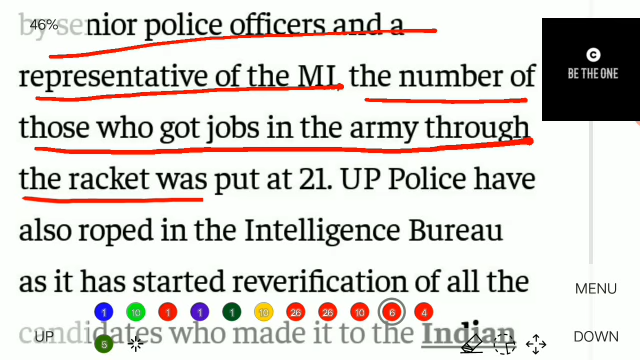 46%
by senior police officers and a
representative of the MI, the number of
those who got jobs in the army through
the racket was put at 21. UP Police have
also roped in the Intelligence Bureau
as it has started reverification of all the
candidates who made it to the Indian
C
BE THE ONE
MENU
UP
DOWN
1
10
1
1
1
10
26
26
10
6
4
5